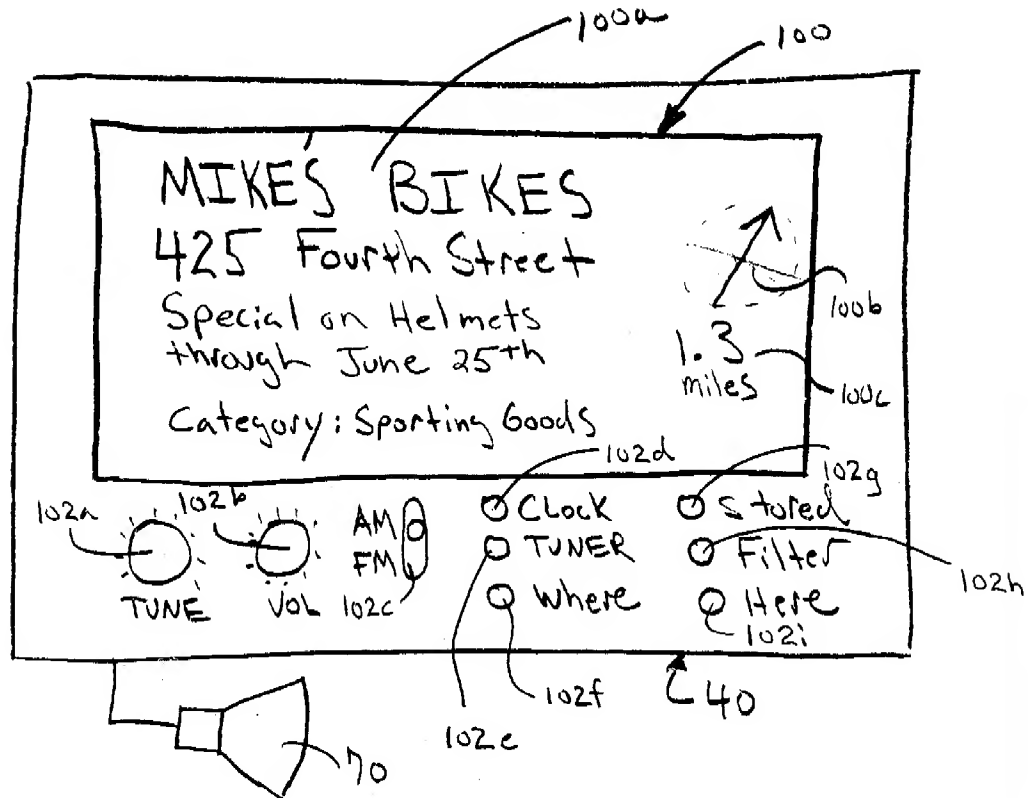 100a
100
MIKE'S BIKES
425 Fourth Street
Special on Helmets
through June 25th
Category: Sporting Goods
100b
1.3
miles
100c
102d
102g
102a
102b
AM
FM
102c
TUNE
VOL
Clock
TUNER
Where
Stored
Filter
Here
102h
102i
102f
102e
40
70